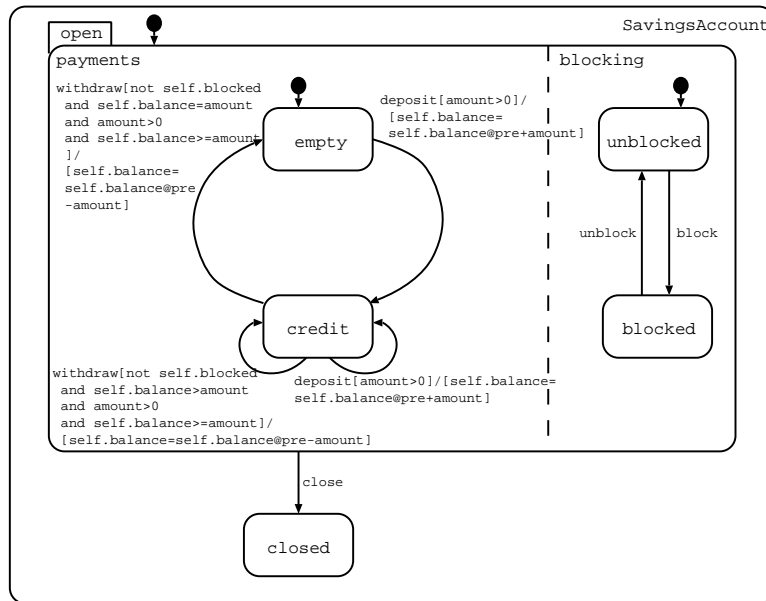 SavingsAccount
open
payments
blocking
withdraw[not self.blocked
and self.balance=amount
and amount>0
and self.balance>=amount
]/
[self.balance=
self.balance@pre
-amount]
empty
deposit[amount>0]/
[self.balance=
self.balance@pre+amount]
unblocked
unblock
block
credit
blocked
withdraw[not self.blocked
and self.balance>amount
and amount>0
and self.balance>=amount]/
[self.balance=self.balance@pre-amount]
deposit[amount>0]/[self.balance=
self.balance@pre+amount]
close
closed